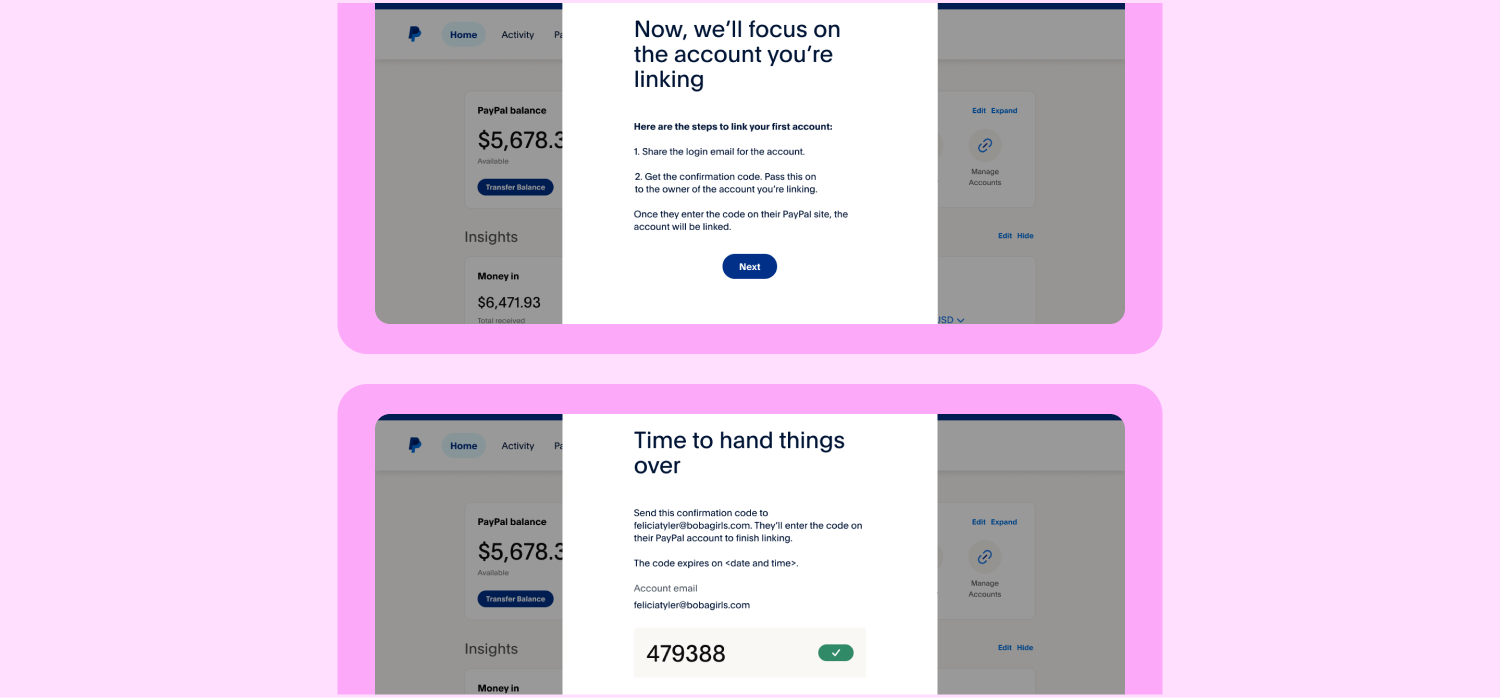 Now, we’ll focus on
the account you’re
linking
Home Activity
PayPal balance
$5,678.3
Available
Transfer Balance
Insights
Money in
$6,471.93
Total received
Here are the steps to link your first account:
1. Share the login email for the account.
2. Get the confirmation code. Pass this on
to the owner of the account you’re linking.
Once they enter the code on their PayPal site, the
account will be linked.
Next
Edit Expand
Manage
Accounts
Edit Hide
USD
Time to hand things
over
Home Activity
PayPal balance
$5,678.3
Available
Transfer Balance
Insights
Money in
Send this confirmation code to
feliciatyler@bobagirls.com. They’ll enter the code on
their PayPal account to finish linking.
The code expires on <date and time>.
Account email
feliciatyler@bobagirls.com
479388
Edit Expand
Manage
Accounts
Edit Hide